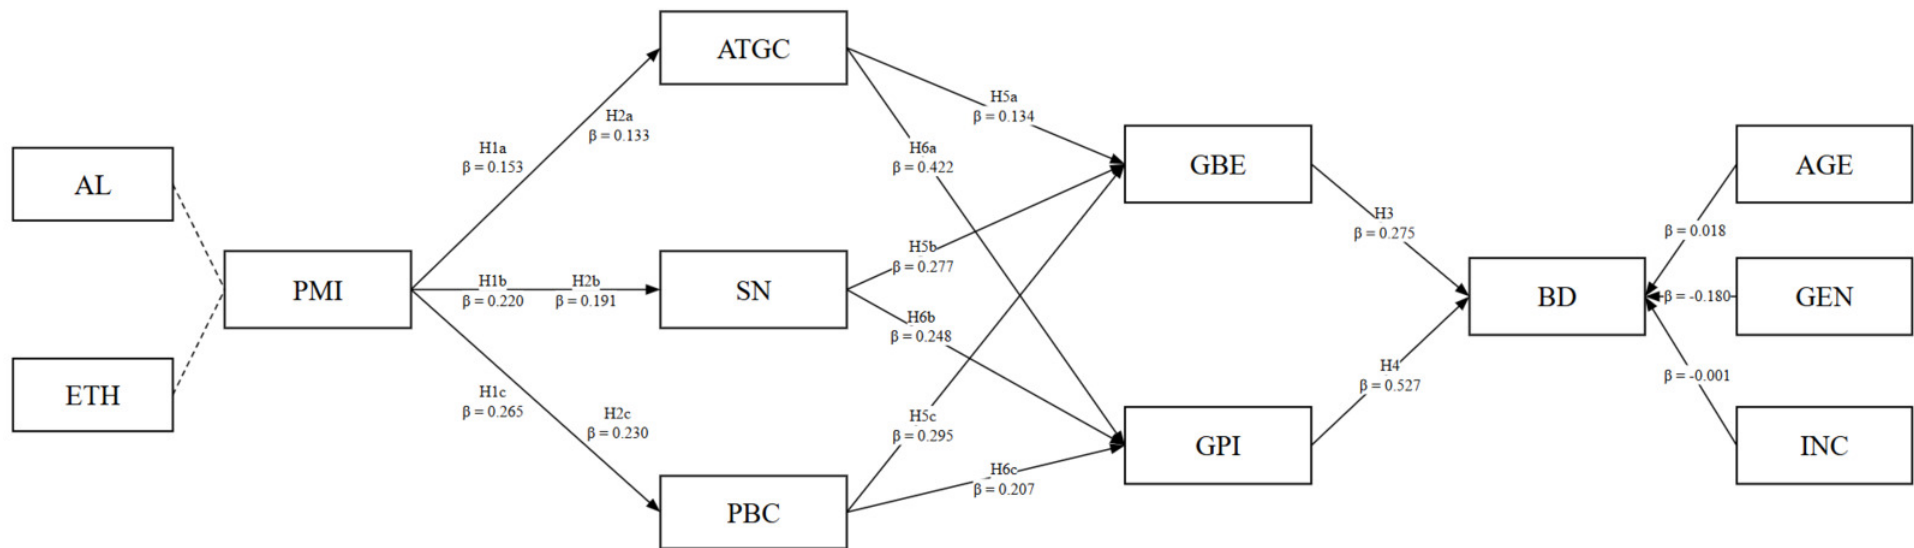 ATGC
H5a
β = 0.134
H2a
β = 0.133
H1a
β = 0.153
H6a
β = 0.422
AL
GBE
AGE
H3
β = 0.275
β = 0.018
PMI
H1b
β = 0.220
H2b
β = 0.191
SN
H5b
β = 0.277
BD
β = -0.180
GEN
H6b
β = 0.248
ETH
H1c
β = 0.265
H2c
β = 0.230
H5c
β = 0.295
GPI
H4
β = 0.527
β = -0.001
INC
H6c
β = 0.207
PBC